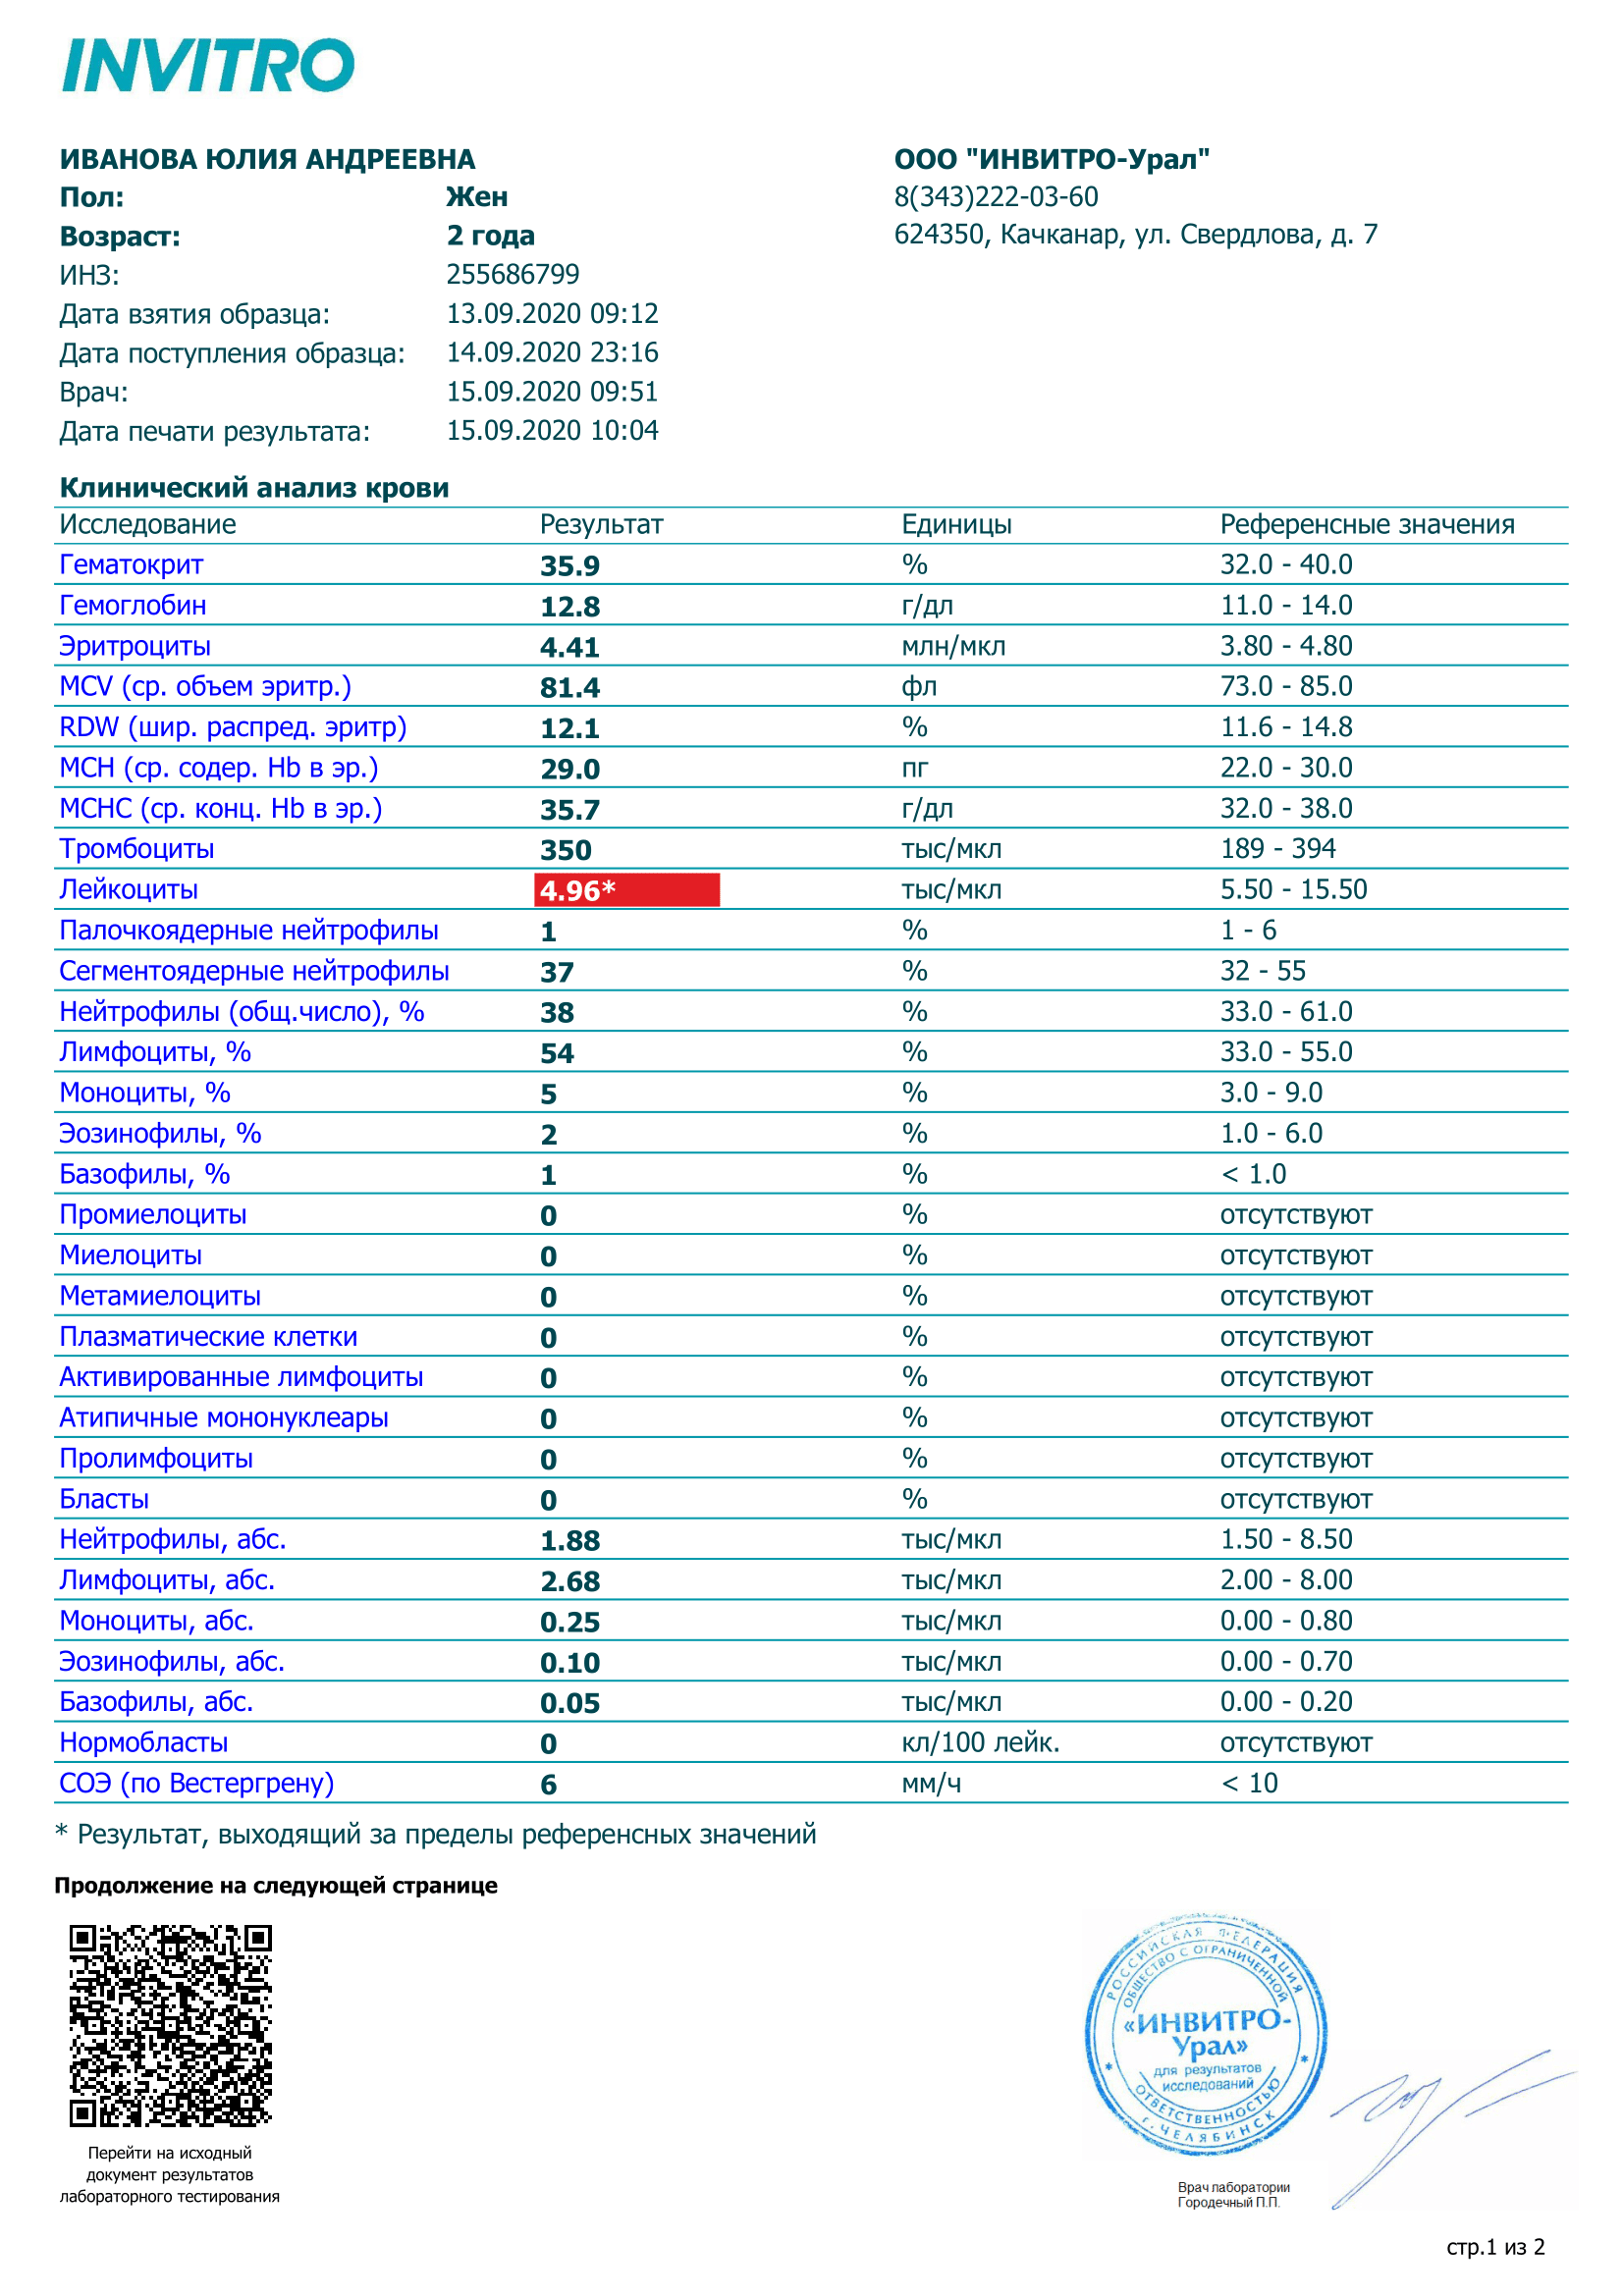 INVITRO
ИВАНОВА ЮЛИЯ АНДРЕЕВНА
Пол: Жен
Возраст: 2 года
ИНЗ: 255686799
Дата взятия образца: 13.09.2020 09:12
Дата поступления образца: 14.09.2020 23:16
Врач: 15.09.2020 09:51
Дата печати результата: 15.09.2020 10:04
ООО "ИНВИТРО-Урал"
8(343)222-03-60
624350, Качканар, ул. Свердлова, д. 7
Клинический анализ крови
Исследование Результат Единицы Референсные значения
Гематокрит 35.9 % 32.0 - 40.0
Гемоглобин 12.8 г/дл 11.0 - 14.0
Эритроциты 4.41 млн/мкл 3.80 - 4.80
MCV (ср. объем эритр.) 81.4 фл 73.0 - 85.0
RDW (шир. распред. эритр) 12.1 % 11.6 - 14.8
MCH (ср. содер. Hb в эр.) 29.0 пг 22.0 - 30.0
MCHC (ср. конц. Hb в эр.) 35.7 г/дл 32.0 - 38.0
Тромбоциты 350 тыс/мкл 189 - 394
Лейкоциты 4.96* тыс/мкл 5.50 - 15.50
Палочкоядерные нейтрофилы 1 % 1 - 6
Сегментоядерные нейтрофилы 37 % 32 - 55
Нейтрофилы (общ.число), % 38 % 33.0 - 61.0
Лимфоциты, % 54 % 33.0 - 55.0
Моноциты, % 5 % 3.0 - 9.0
Эозинофилы, % 2 % 1.0 - 6.0
Базофилы, % 1 % < 1.0
Промиелоциты 0 % отсутствуют
Миелоциты 0 % отсутствуют
Метамиелоциты 0 % отсутствуют
Плазматические клетки 0 % отсутствуют
Активированные лимфоциты 0 % отсутствуют
Атипичные мононуклеары 0 % отсутствуют
Пролимфоциты 0 % отсутствуют
Бласты 0 % отсутствуют
Нейтрофилы, абс. 1.88 тыс/мкл 1.50 - 8.50
Лимфоциты, абс. 2.68 тыс/мкл 2.00 - 8.00
Моноциты, абс. 0.25 тыс/мкл 0.00 - 0.80
Эозинофилы, абс. 0.10 тыс/мкл 0.00 - 0.70
Базофилы, абс. 0.05 тыс/мкл 0.00 - 0.20
Нормобласты 0 кл/100 лейк. отсутствуют
СОЭ (по Вестергрену) 6 мм/ч < 10
* Результат, выходящий за пределы референсных значений
Продолжение на следующей странице
Перейти на исходный
документ результатов
лабораторного тестирования
РОССИЙСКАЯ ФЕДЕРАЦИЯ
ОБЩЕСТВО С ОГРАНИЧЕННОЙ
«ИНВИТРО-
Урал»
для результатов
исследований
ОТВЕТСТВЕННОСТЬЮ
г. ЧЕЛЯБИНСК
Врач лаборатории
Городечный П.П.
стр.1 из 2